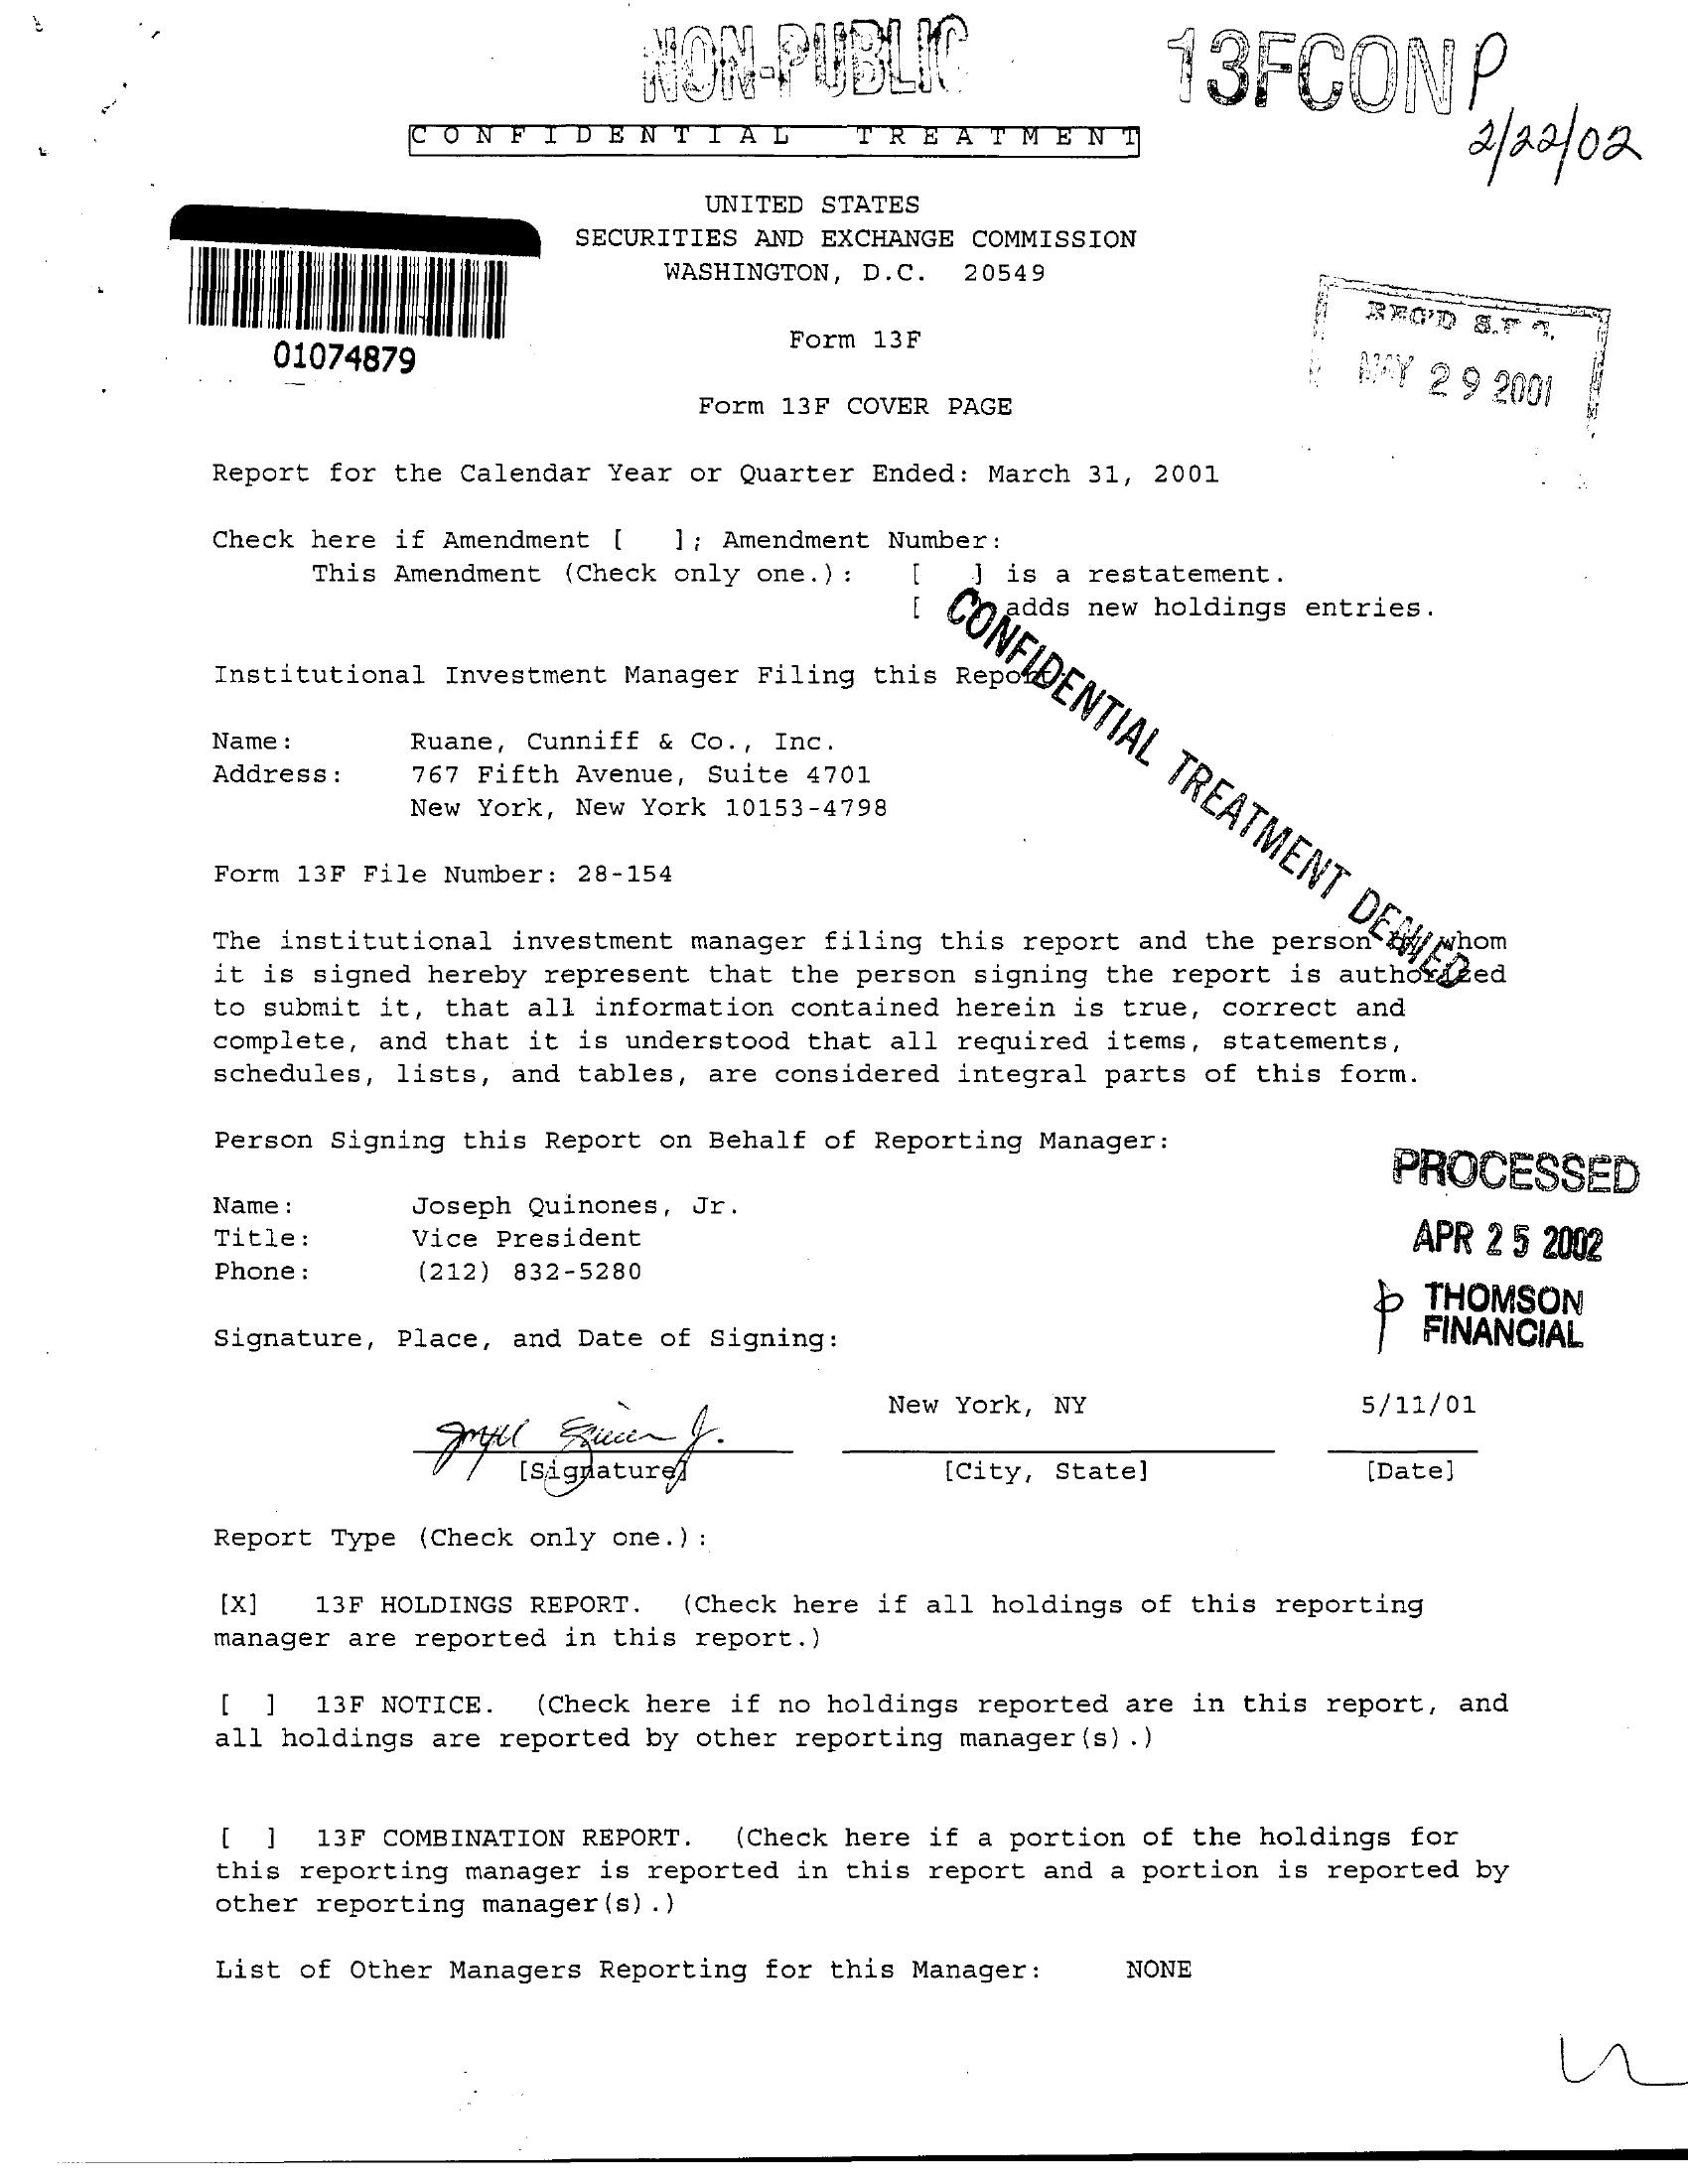 NON-PUBLIC
13FCONP
2/22/02
CONFIDENTIAL TREATMENT
UNITED STATES
SECURITIES AND EXCHANGE COMMISSION
WASHINGTON, D.C. 20549
01074879
REC'D S.E.C.
MAY 29 2001
Form 13F
Form 13F COVER PAGE
Report for the Calendar Year or Quarter Ended: March 31, 2001
Check here if Amendment [ ]; Amendment Number:
This Amendment (Check only one.): [ ] is a restatement.
[ adds new holdings entries.
CONFIDENTIAL TREATMENT DENIED
Institutional Investment Manager Filing this Report:
Name: Ruane, Cunniff & Co., Inc.
Address: 767 Fifth Avenue, Suite 4701
New York, New York 10153-4798
Form 13F File Number: 28-154
The institutional investment manager filing this report and the person by whom
it is signed hereby represent that the person signing the report is authorized
to submit it, that all information contained herein is true, correct and
complete, and that it is understood that all required items, statements,
schedules, lists, and tables, are considered integral parts of this form.
Person Signing this Report on Behalf of Reporting Manager:
PROCESSED
APR 25 2002
THOMSON
FINANCIAL
Name: Joseph Quinones, Jr.
Title: Vice President
Phone: (212) 832-5280
Signature, Place, and Date of Signing:
New York, NY 5/11/01
[Signature] [City, State] [Date]
Report Type (Check only one.):
[X] 13F HOLDINGS REPORT. (Check here if all holdings of this reporting
manager are reported in this report.)
[ ] 13F NOTICE. (Check here if no holdings reported are in this report, and
all holdings are reported by other reporting manager(s).)
[ ] 13F COMBINATION REPORT. (Check here if a portion of the holdings for
this reporting manager is reported in this report and a portion is reported by
other reporting manager(s).)
List of Other Managers Reporting for this Manager: NONE